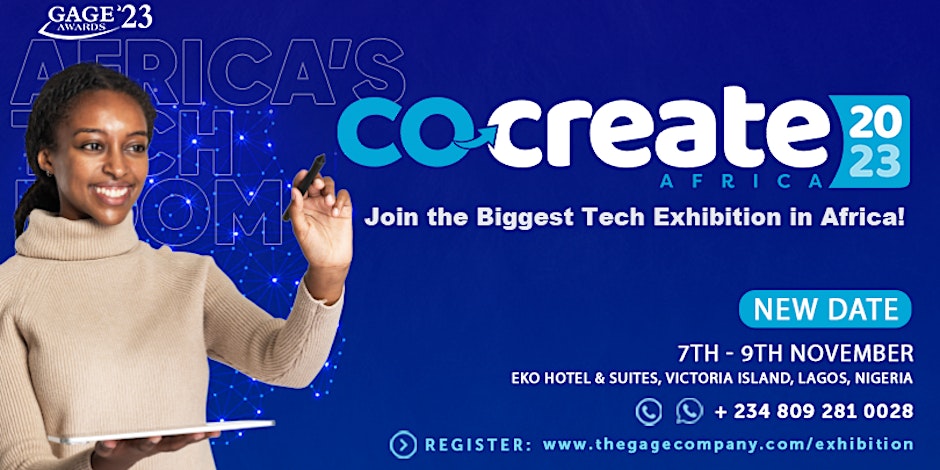 GAGE'23
AWARDS
AFRICA'S
TECH
co-create
20
23
AFRICA
Join the Biggest Tech Exhibition in Africa!
NEW DATE
7TH - 9TH NOVEMBER
EKO HOTEL & SUITES, VICTORIA ISLAND, LAGOS, NIGERIA
+ 234 809 281 0028
REGISTER: www.thegagecompany.com/exhibition